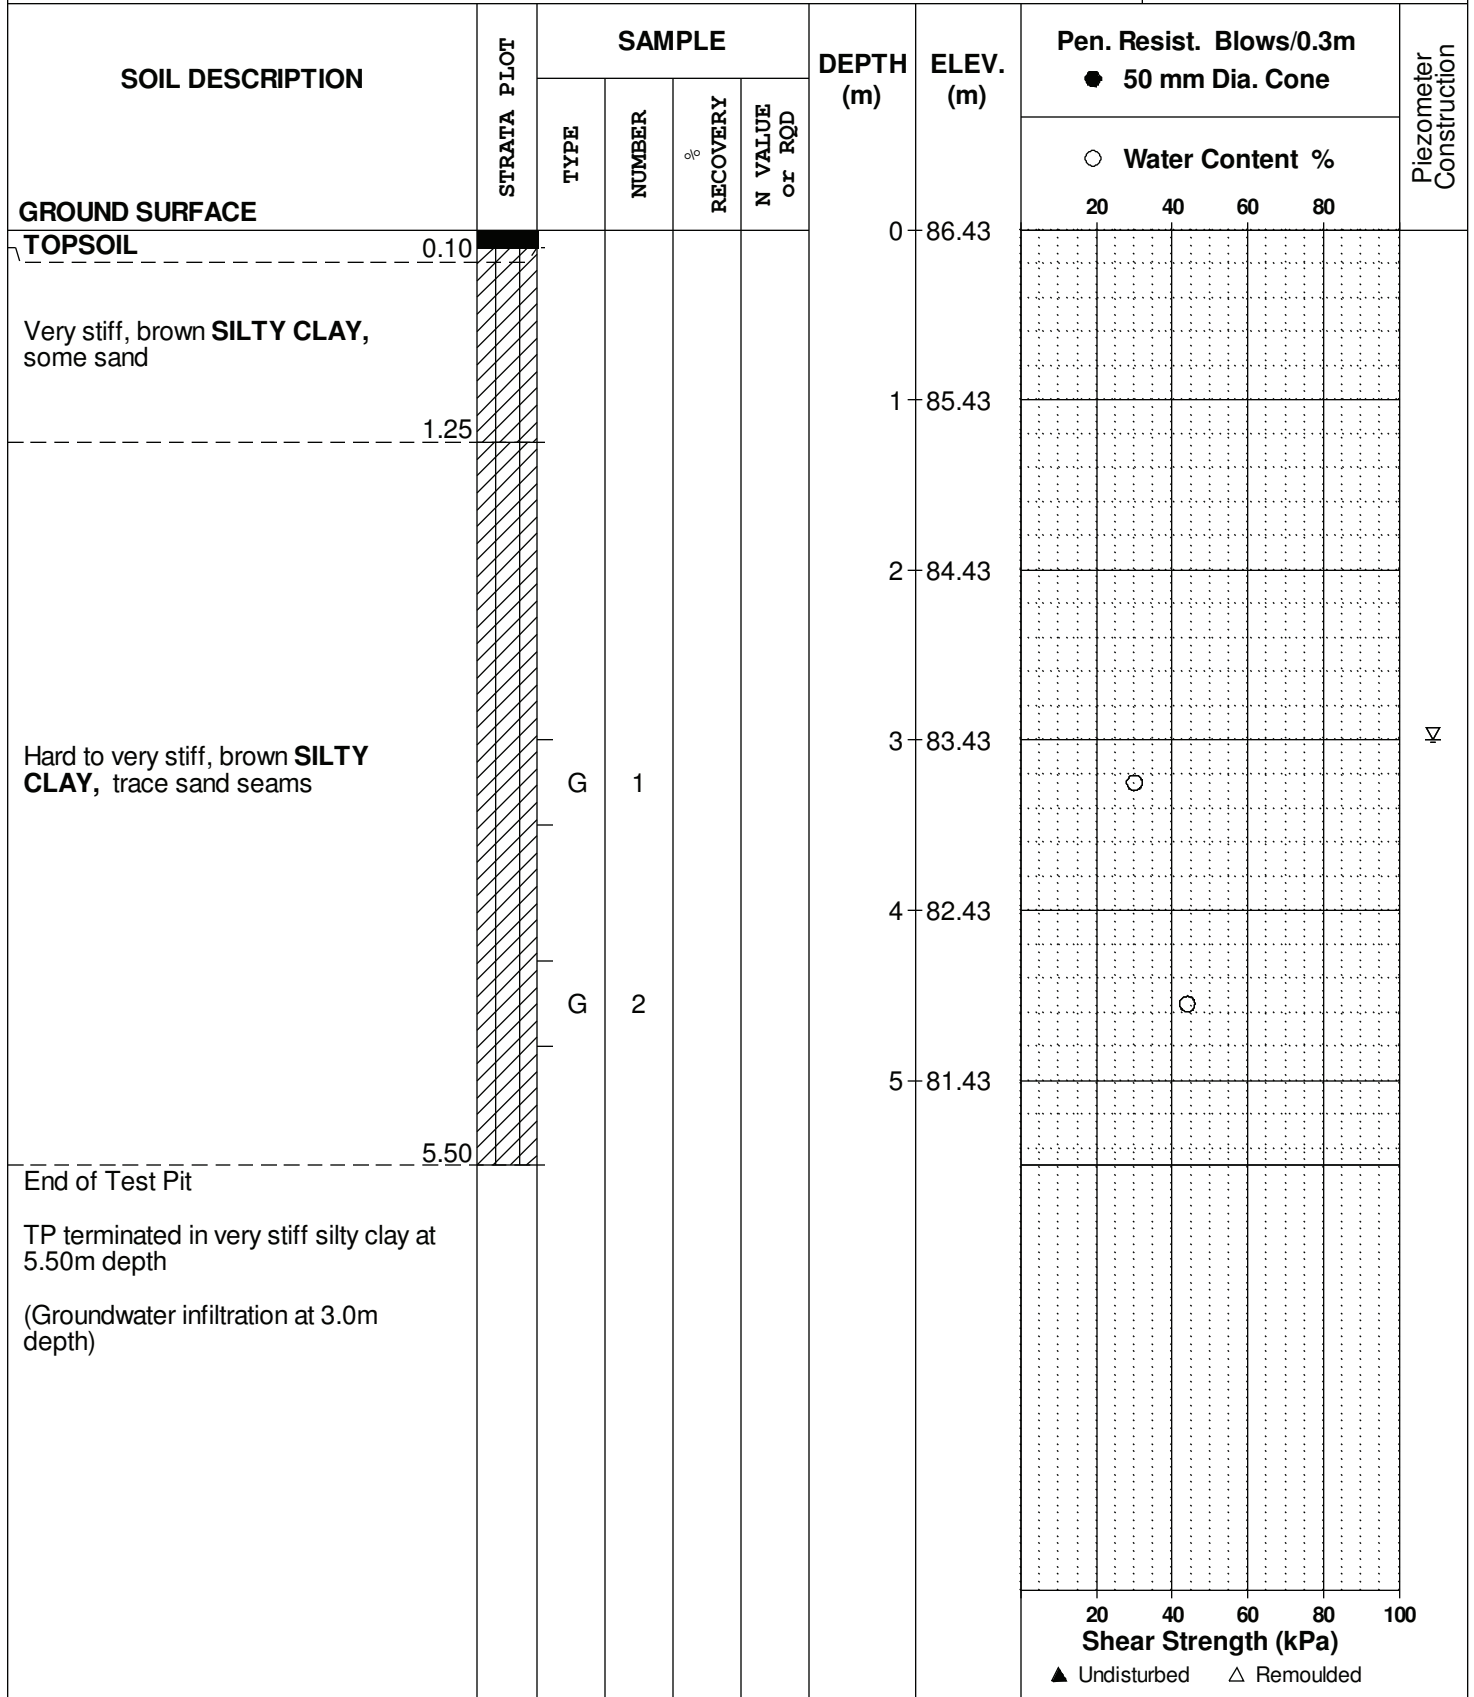 SOIL DESCRIPTION
GROUND SURFACE
STRATA PLOT
SAMPLE
TYPE
NUMBER
%
RECOVERY
N VALUE
or RQD
DEPTH
(m)
ELEV.
(m)
Pen. Resist. Blows/0.3m
● 50 mm Dia. Cone
○ Water Content %
20 40 60 80
Piezometer
Construction
TOPSOIL 0.10
0 86.43
Very stiff, brown SILTY CLAY,
some sand
1 85.43
1.25
2 84.43
3 83.43
Hard to very stiff, brown SILTY
CLAY, trace sand seams
G 1
4 82.43
G 2
5 81.43
5.50
End of Test Pit
TP terminated in very stiff silty clay at
5.50m depth
(Groundwater infiltration at 3.0m
depth)
20 40 60 80 100
Shear Strength (kPa)
▲ Undisturbed △ Remoulded